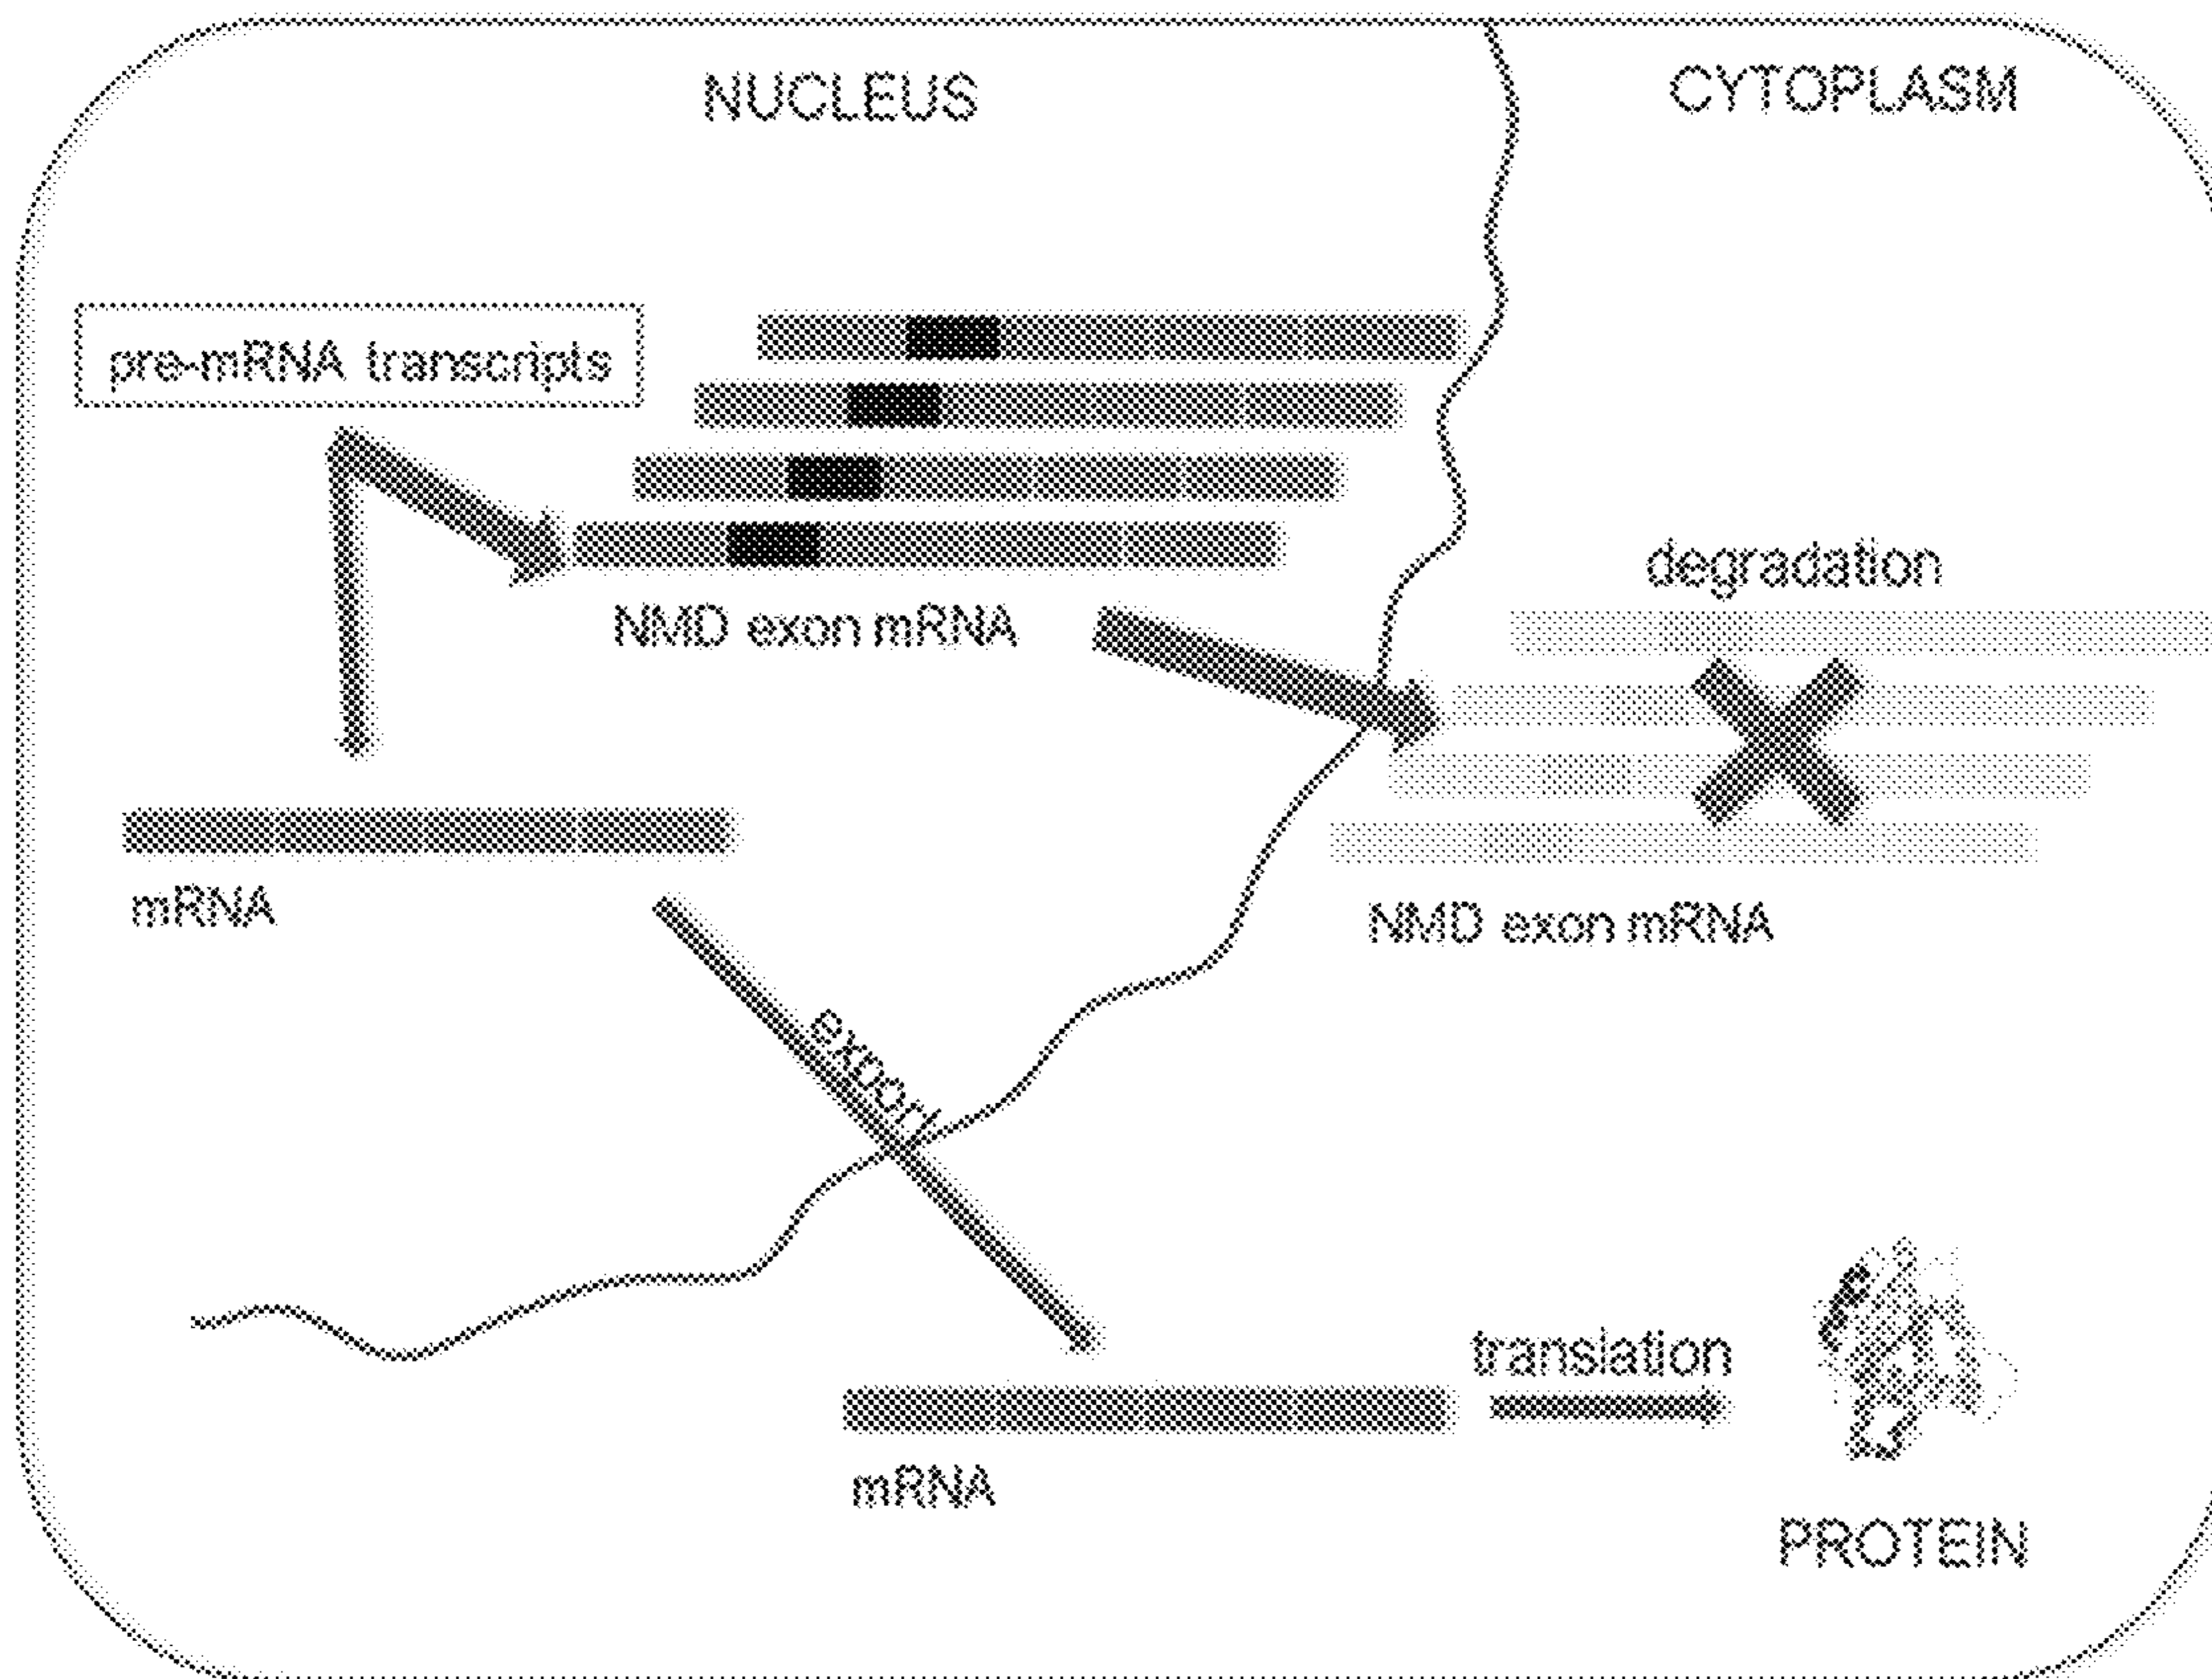 NUCLEUS
CYTOPLASM
pre-mRNA transcripts
NMD exon mRNA
degradation
mRNA
NMD exon mRNA
export
translation
mRNA
PROTEIN